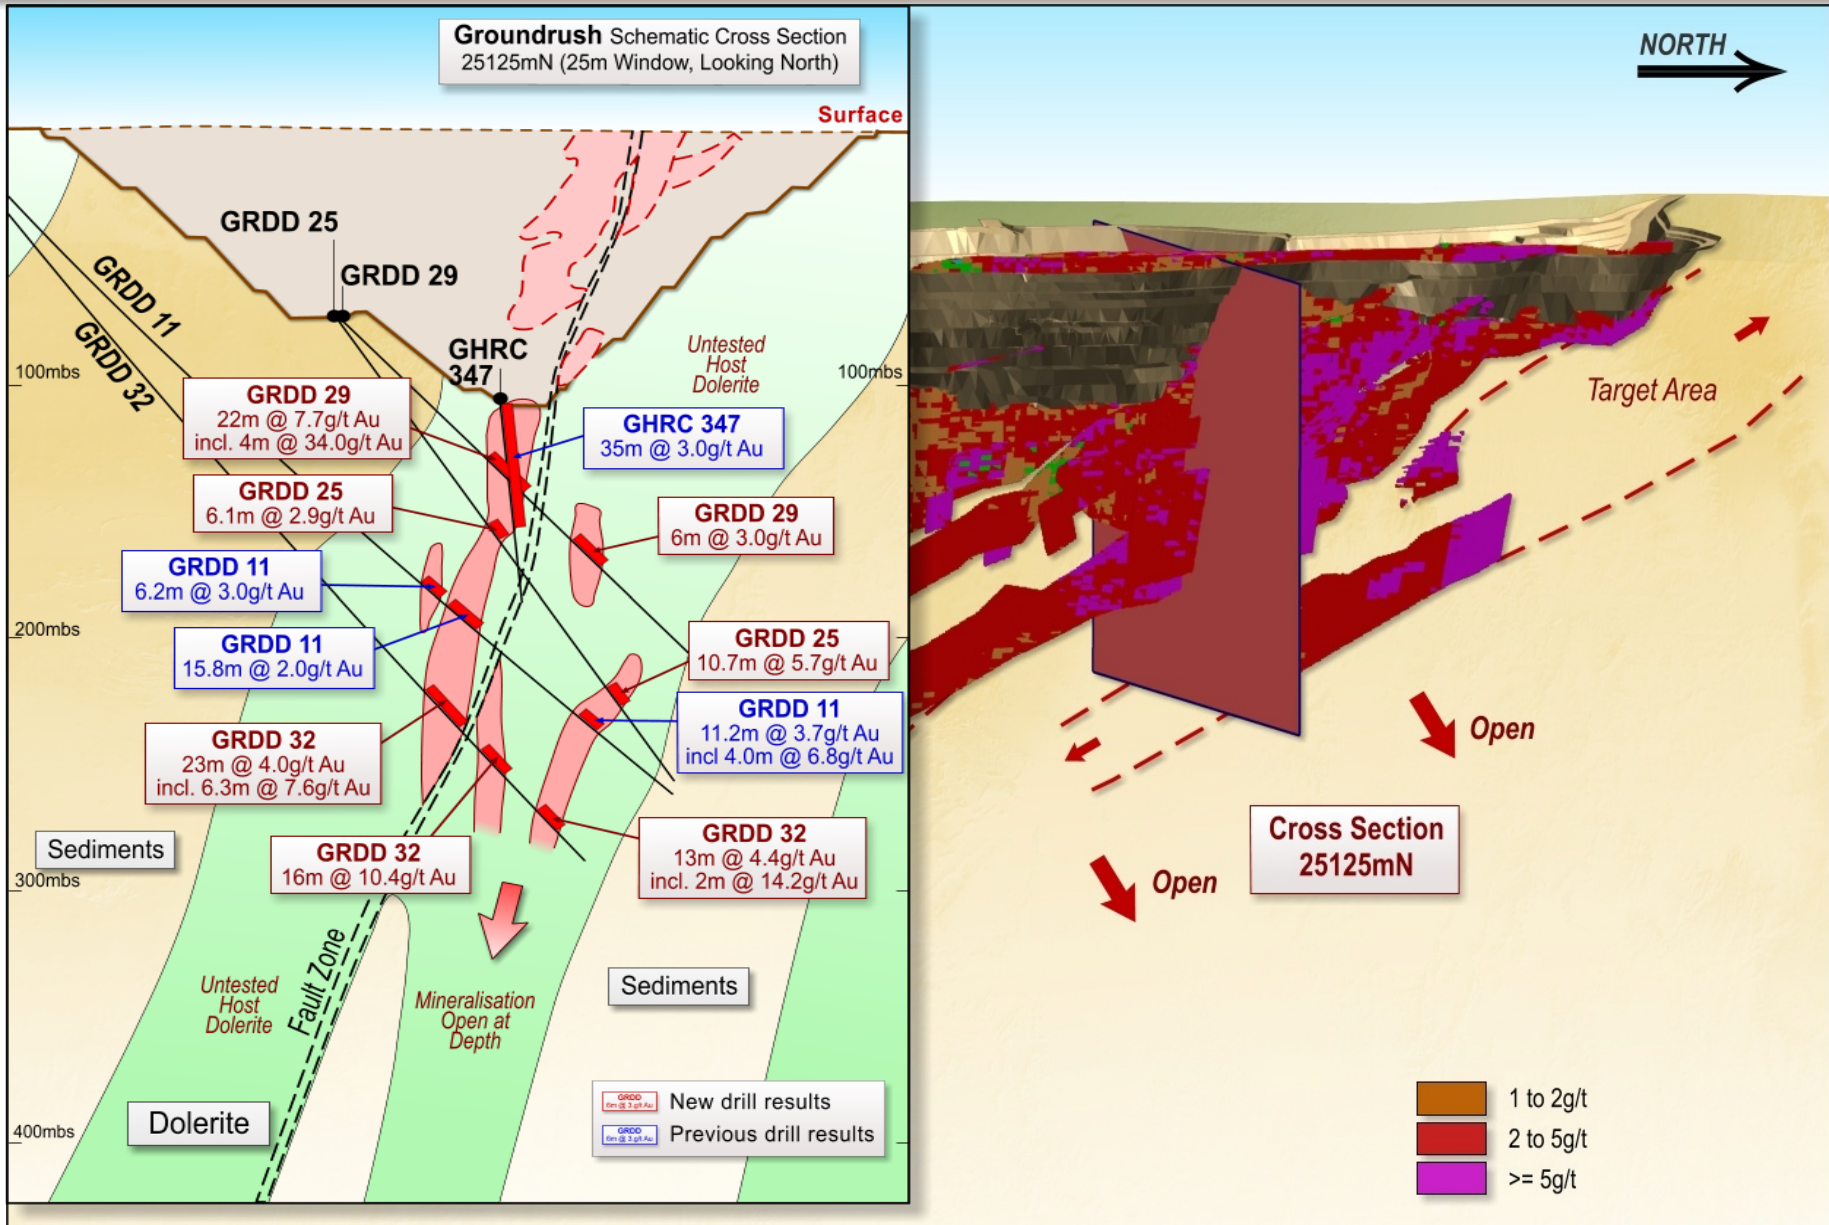 Groundrush Schematic Cross Section
25125mN (25m Window, Looking North)
NORTH
Surface
GRDD 25
GRDD 29
GRDD 11
GRDD 32
GHRC
347
Untested
Host
Dolerite
100mbs
100mbs
GRDD 29
22m @ 7.7g/t Au
incl. 4m @ 34.0g/t Au
GHRC 347
35m @ 3.0g/t Au
GRDD 25
6.1m @ 2.9g/t Au
GRDD 29
6m @ 3.0g/t Au
GRDD 11
6.2m @ 3.0g/t Au
200mbs
GRDD 11
15.8m @ 2.0g/t Au
GRDD 25
10.7m @ 5.7g/t Au
GRDD 11
11.2m @ 3.7g/t Au
incl 4.0m @ 6.8g/t Au
GRDD 32
23m @ 4.0g/t Au
incl. 6.3m @ 7.6g/t Au
GRDD 32
16m @ 10.4g/t Au
GRDD 32
13m @ 4.4g/t Au
incl. 2m @ 14.2g/t Au
Sediments
300mbs
Untested
Host
Dolerite
Fault Zone
Mineralisation
Open at
Depth
Sediments
Dolerite
400mbs
GRDD
6m @ 3.g/t Au
New drill results
GRDD
6m @ 3.g/t Au
Previous drill results
Target Area
Open
Open
Cross Section
25125mN
1 to 2g/t
2 to 5g/t
>= 5g/t